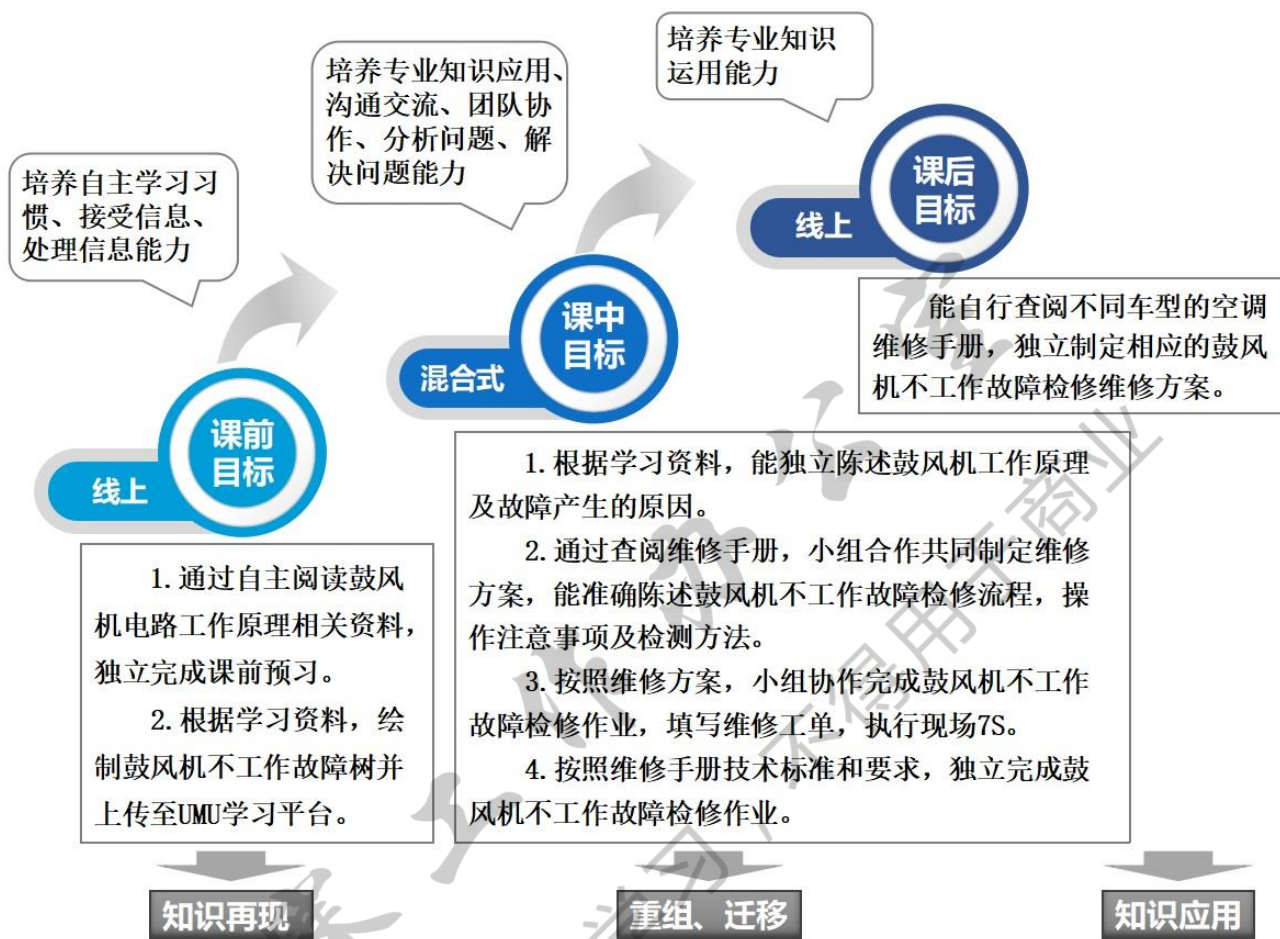 培养自主学习习
惯、接受信息、
处理信息能力
培养专业知识应用、
沟通交流、团队协
作、分析问题、解
决问题能力
培养专业知识
运用能力
线上
课前
目标
混合式
课中
目标
线上
课后
目标
1.通过自主阅读鼓风
机电路工作原理相关资料,
独立完成课前预习。
2.根据学习资料，绘
制鼓风机不工作故障树并
上传至UMU学习平台。
1.根据学习资料，能独立陈述鼓风机工作原理
及故障产生的原因。
2.通过查阅维修手册，小组合作共同制定维修
方案，能准确陈述鼓风机不工作故障检修流程，操
作注意事项及检测方法。
3.按照维修方案，小组协作完成鼓风机不工作
故障检修作业，填写维修工单，执行现场7S。
4.按照维修手册技术标准和要求，独立完成鼓
风机不工作故障检修作业。
能自行查阅不同车型的空调
维修手册，独立制定相应的鼓风
机不工作故障检修维修方案。
知识再现
重组、迁移
知识应用
学习，不得用于商业